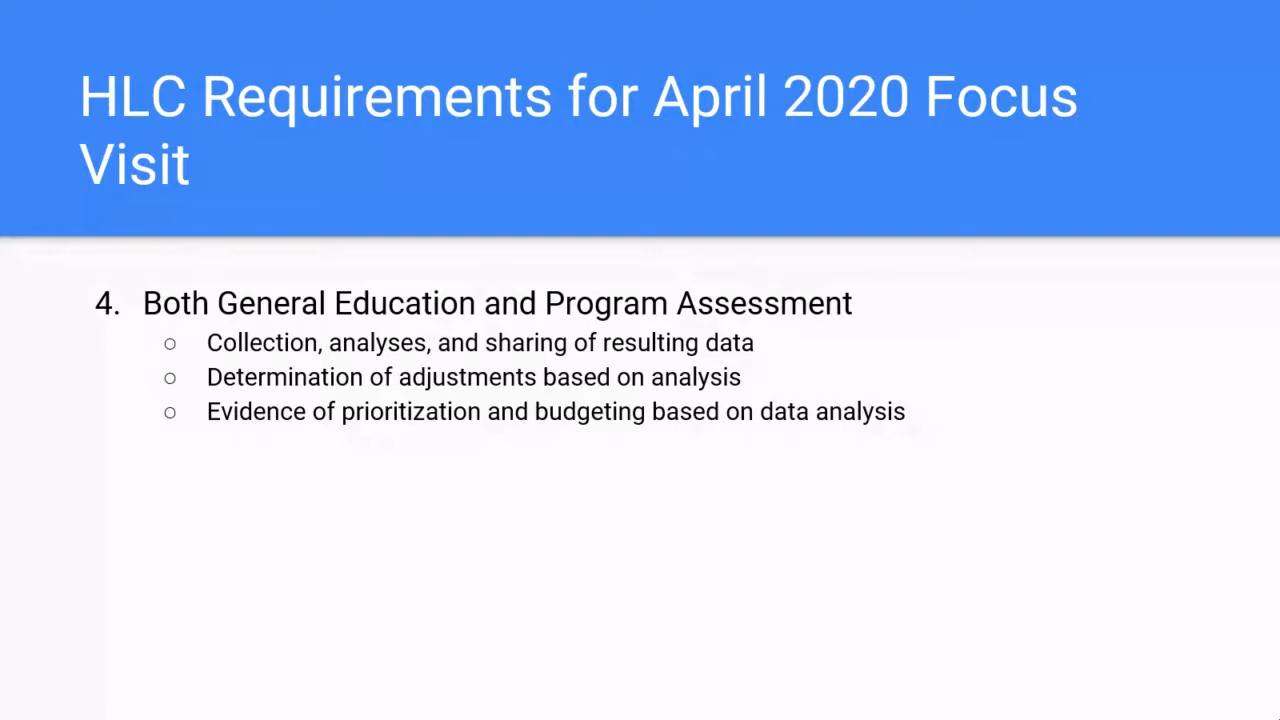 HLC Requirements for April 2020 Focus
Visit
4. Both General Education and Program Assessment
○ Collection, analyses, and sharing of resulting data
○ Determination of adjustments based on analysis
○ Evidence of prioritization and budgeting based on data analysis